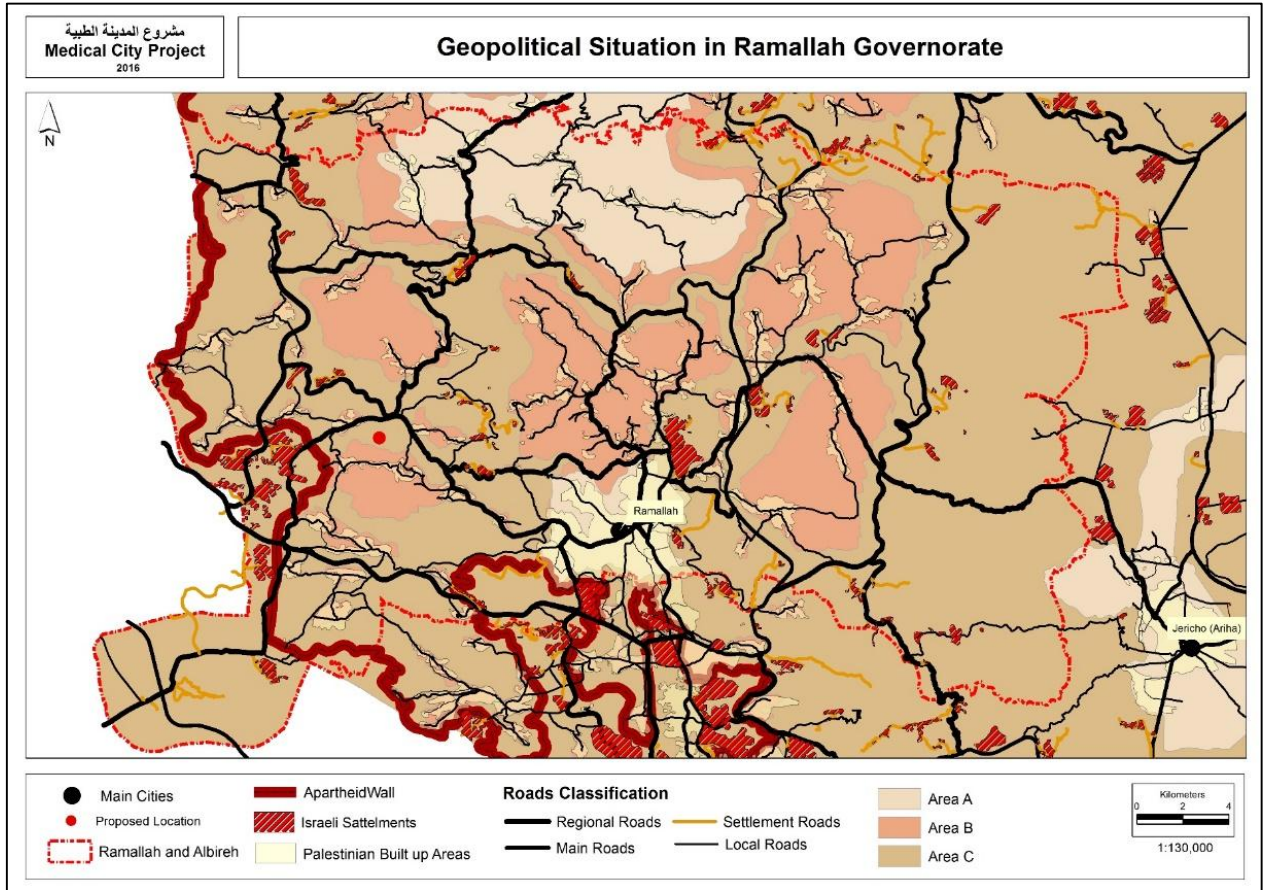 مشروع المدينة الطبية
Medical City Project
2016
Geopolitical Situation in Ramallah Governorate
N
Ramallah
Jericho (Ariha)
Main Cities
Proposed Location
Ramallah and Albireh
ApartheidWall
Israeli Sattelments
Palestinian Built up Areas
Roads Classification
Regional Roads
Main Roads
Settlement Roads
Local Roads
Area A
Area B
Area C
Kilometers
0 2 4
1:130,000